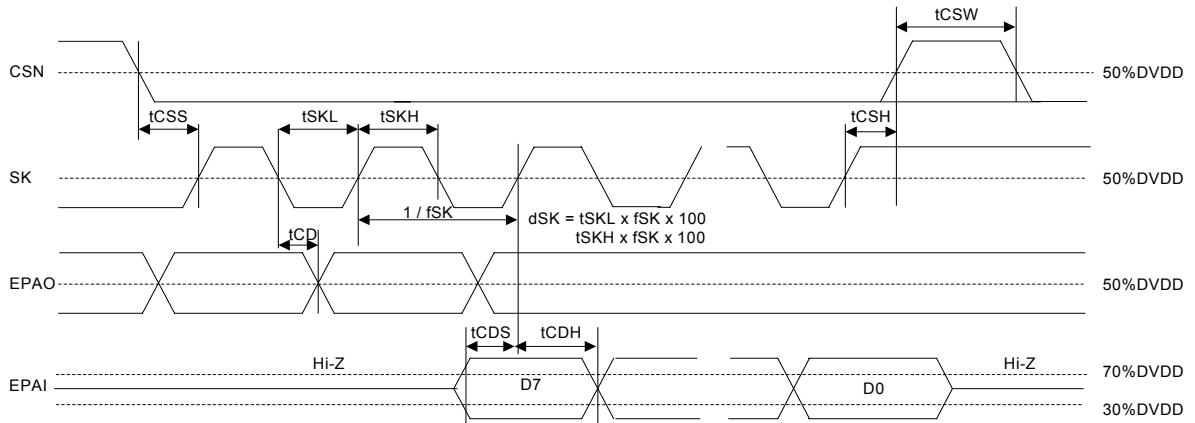 tCSW
CSN
50%DVDD
tCSS
tSKL
tSKH
tCSH
SK
50%DVDD
1 / fSK
dSK = tSKL x fSK x 100
tSKH x fSK x 100
tCD
EPAO
50%DVDD
tCDS
tCDH
Hi-Z
Hi-Z
70%DVDD
EPAI
D7
D0
30%DVDD